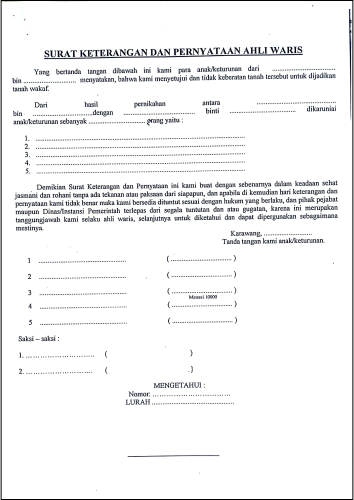 SURAT KETERANGAN DAN PERNYATAAN AHLI WARIS
Yang bertanda tangan dibawah ini kami para anak/keturunan dari ................................
bin .......................... menyatakan, bahwa kami menyetujui dan tidak keberatan tanah tersebut untuk dijadikan
tanah wakaf.
Dari hasil pernikahan antara ................................
bin ..............................dengan .............................. binti .............................. dikaruniai
anak/keturunan sebanyak .......................... orang yaitu :
1. ................................................................
2. ................................................................
3. ................................................................
4. ................................................................
5. ................................................................
Demikian Surat Keterangan dan Pernyataan ini kami buat dengan sebenarnya dalam keadaan sehat
jasmani dan rohani tanpa ada tekanan atau paksaan dari siapapun, dan apabila di kemudian hari keterangan dan
pernyataan kami tidak benar maka kami bersedia dituntut sesuai dengan hukum yang berlaku, dan pihak pejabat
maupun Dinas/Instansi Pemerintah terlepas dari segala tuntutan dan atau gugatan, karena ini merupakan
tanggungjawab kami selaku ahli waris, selanjutnya untuk diketahui dan dapat dipergunakan sebagaimana
mestinya.
Karawang, ........................
Tanda tangan kami anak/keturunan.
1 ................................ ( .............................. )
2 ................................ ( .............................. )
3 ................................ ( .............................. )
Materai 10000
4 ................................ ( .............................. )
5 ................................ ( .............................. )
Saksi – saksi :
1. .............................. ( )
2. .............................. ( )
MENGETAHUI :
Nomor: ..............................
LURAH ..............................